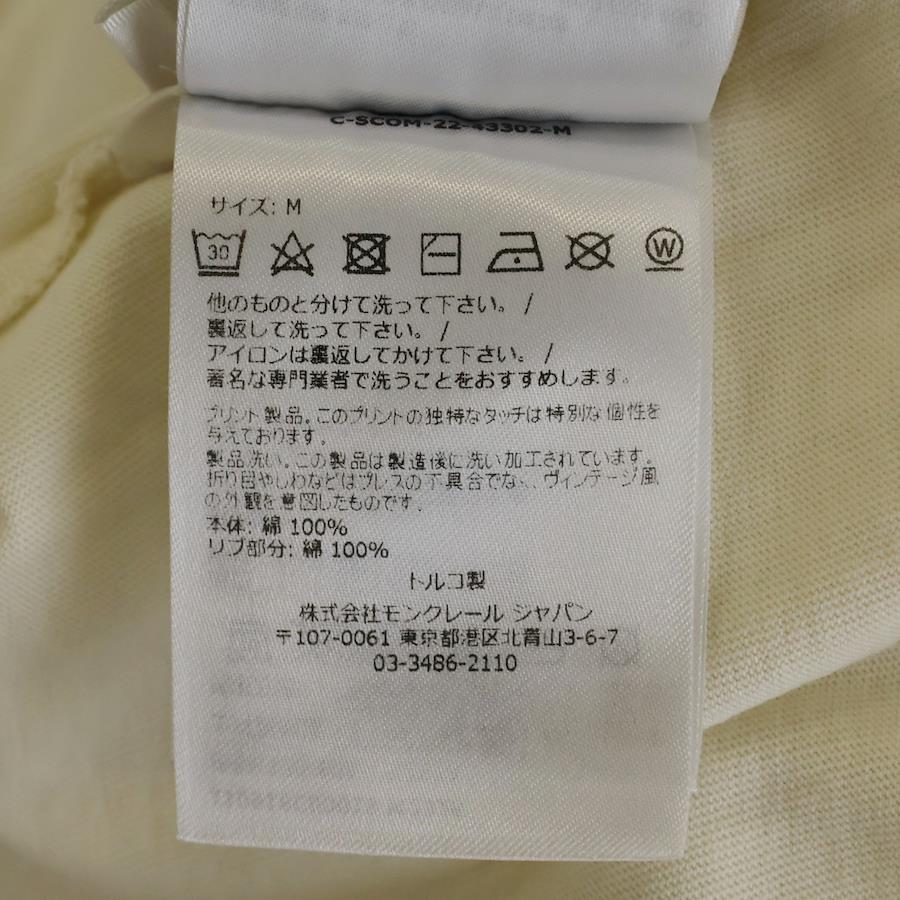 C-SCOM-22-43302-M
サイズ: M
30
W
他のものと分けて洗って下さい。 /
裏返して洗って下さい。 /
アイロンは裏返してかけて下さい。 /
著名な専門業者で洗うことをおすすめします。
プリント製品。このプリントの独特なタッチは特別な個性を
与えております。
製品洗い。この製品は製造後に洗い加工されています。
折り目やしわなどはプレスの不具合でなく、ヴィンテージ風
の外観を意図したものです。
本体: 綿 100%
リブ部分: 綿 100%
トルコ製
株式会社モンクレール ジャパン
〒107-0061 東京都港区北青山3-6-7
03-3486-2110